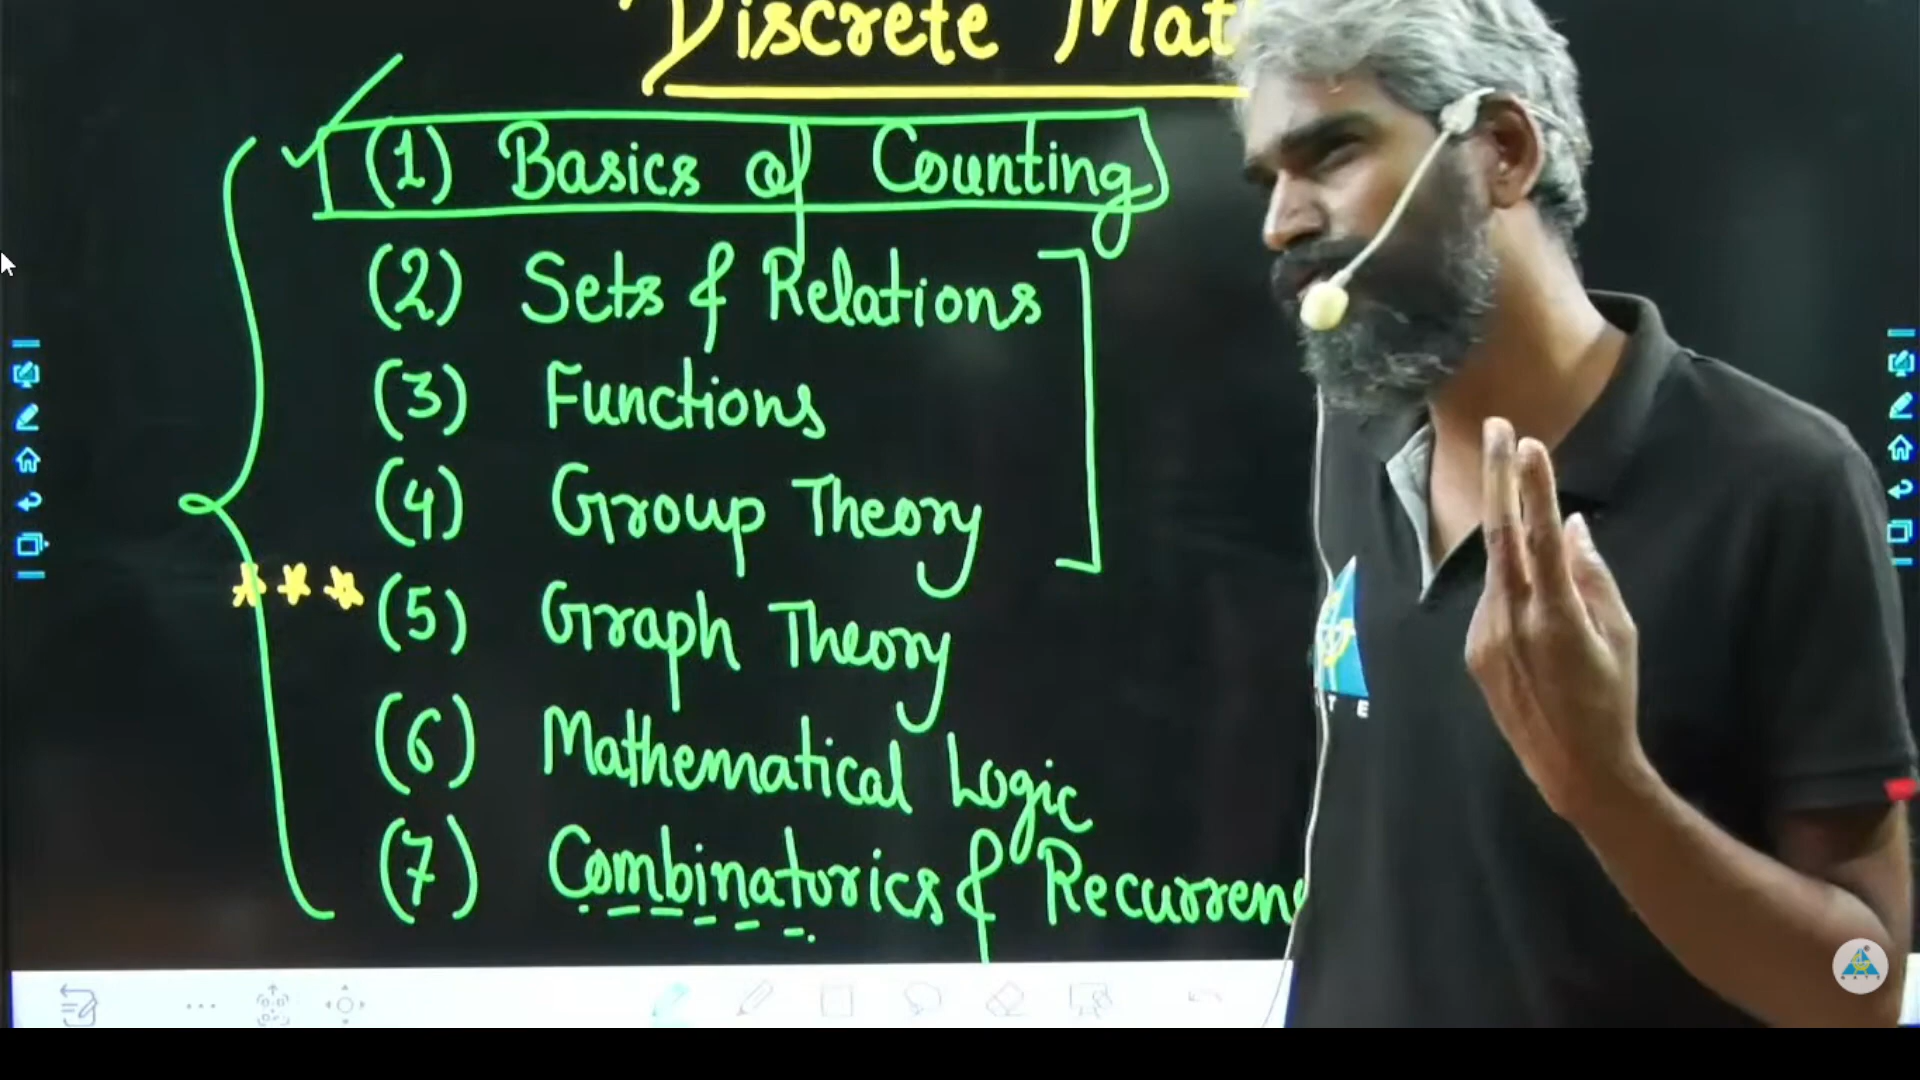 Discrete Mat
(1) Basics of Counting
(2) Sets & Relations
(3) Functions
(4) Group Theory
*** (5) Graph Theory
(6) Mathematical Logic
(7) Combinatorics & Recurren
T E